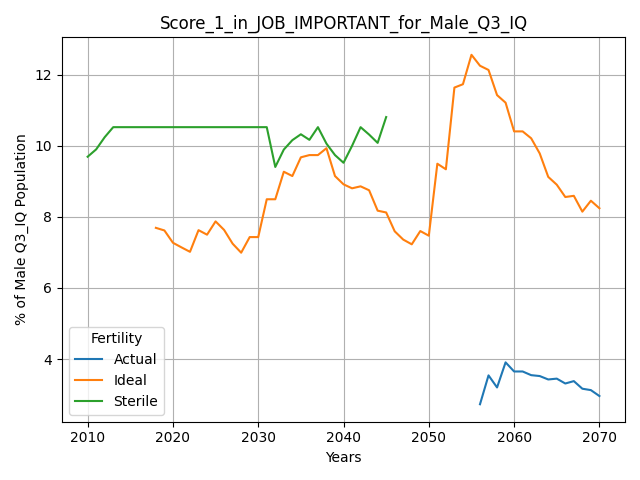 Score_1_in_JOB_IMPORTANT_for_Male_Q3_IQ
% of Male Q3_IQ Population
12
10
8
6
4
Fertility
Actual
Ideal
Sterile
2010 2020 2030 2040 2050 2060 2070
Years